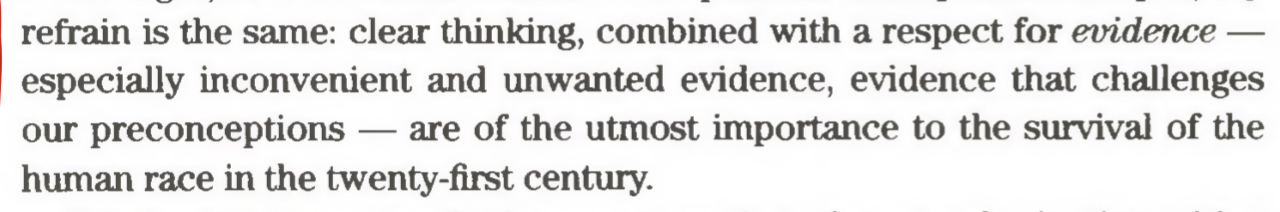 refrain is the same: clear thinking, combined with a respect for evidence —
especially inconvenient and unwanted evidence, evidence that challenges
our preconceptions — are of the utmost importance to the survival of the
human race in the twenty-first century.